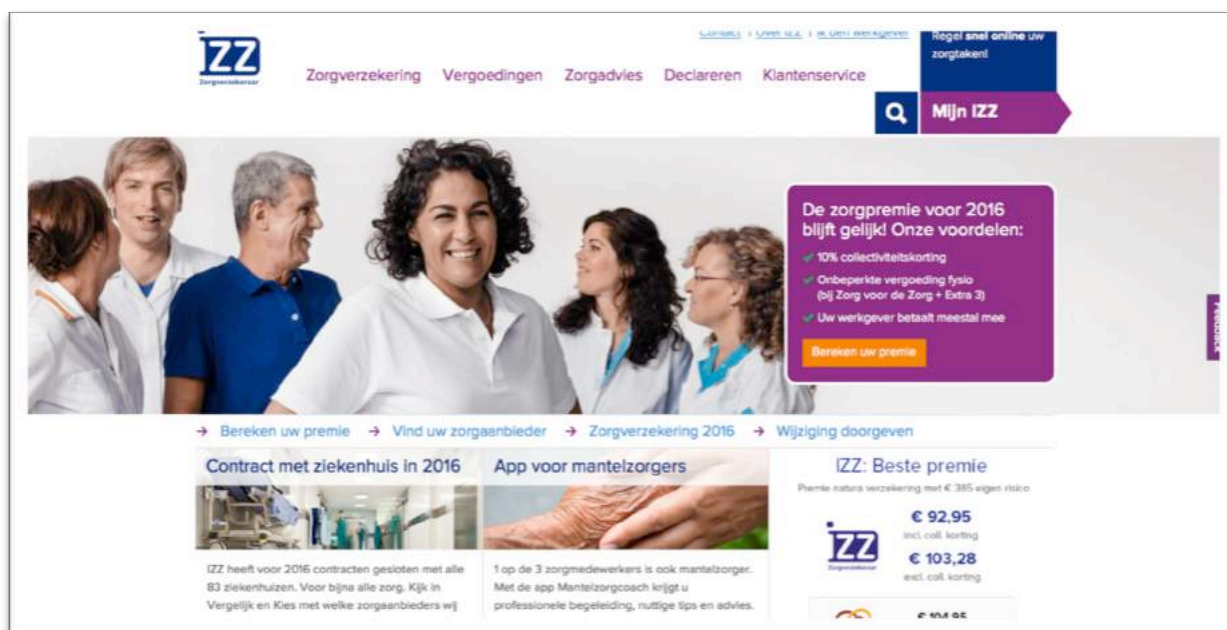 Contact | Over IZZ | Ik ben werkgever
Regel snel online uw
zorgtaken!
iZZ
Zorgverzekeraar
Zorgverzekering Vergoedingen Zorgadvies Declareren Klantenservice
Mijn IZZ
De zorgpremie voor 2016
blijft gelijk! Onze voordelen:
10% collectiviteitskorting
Onbeperkte vergoeding fysio
(bij Zorg voor de Zorg + Extra 3)
Uw werkgever betaalt meestal mee
Bereken uw premie
Feedback
→ Bereken uw premie → Vind uw zorgaanbieder → Zorgverzekering 2016 → Wijziging doorgeven
Contract met ziekenhuis in 2016
IZZ heeft voor 2016 contracten gesloten met alle
83 ziekenhuizen. Voor bijna alle zorg. Kijk in
Vergelijk en Kies met welke zorgaanbieders wij
App voor mantelzorgers
1 op de 3 zorgmedewerkers is ook mantelzorger.
Met de app Mantelzorgcoach krijgt u
professionele begeleiding, nuttige tips en advies.
IZZ: Beste premie
Premie natura verzekering met € 385 eigen risico
iZZ
Zorgverzekeraar
€ 92,95
incl. coll. korting
€ 103,28
excl. coll. korting
€ 104,95